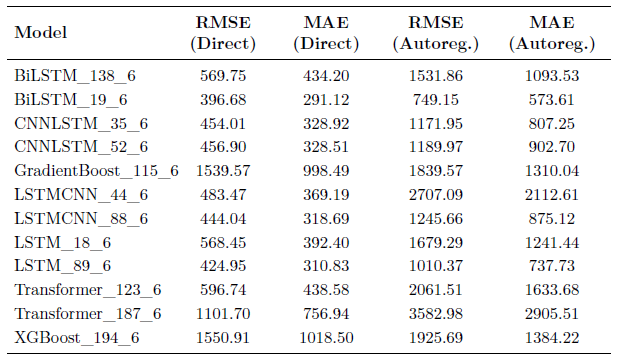 Model RMSE (Direct) MAE (Direct) RMSE (Autoreg.) MAE (Autoreg.)
BiLSTM_138_6 569.75 434.20 1531.86 1093.53
BiLSTM_19_6 396.68 291.12 749.15 573.61
CNNLSTM_35_6 454.01 328.92 1171.95 807.25
CNNLSTM_52_6 456.90 328.51 1189.97 902.70
GradientBoost_115_6 1539.57 998.49 1839.57 1310.04
LSTMCNN_44_6 483.47 369.19 2707.09 2112.61
LSTMCNN_88_6 444.04 318.69 1245.66 875.12
LSTM_18_6 568.45 392.40 1679.29 1241.44
LSTM_89_6 424.95 310.83 1010.37 737.73
Transformer_123_6 596.74 438.58 2061.51 1633.68
Transformer_187_6 1101.70 756.94 3582.98 2905.51
XGBoost_194_6 1550.91 1018.50 1925.69 1384.22